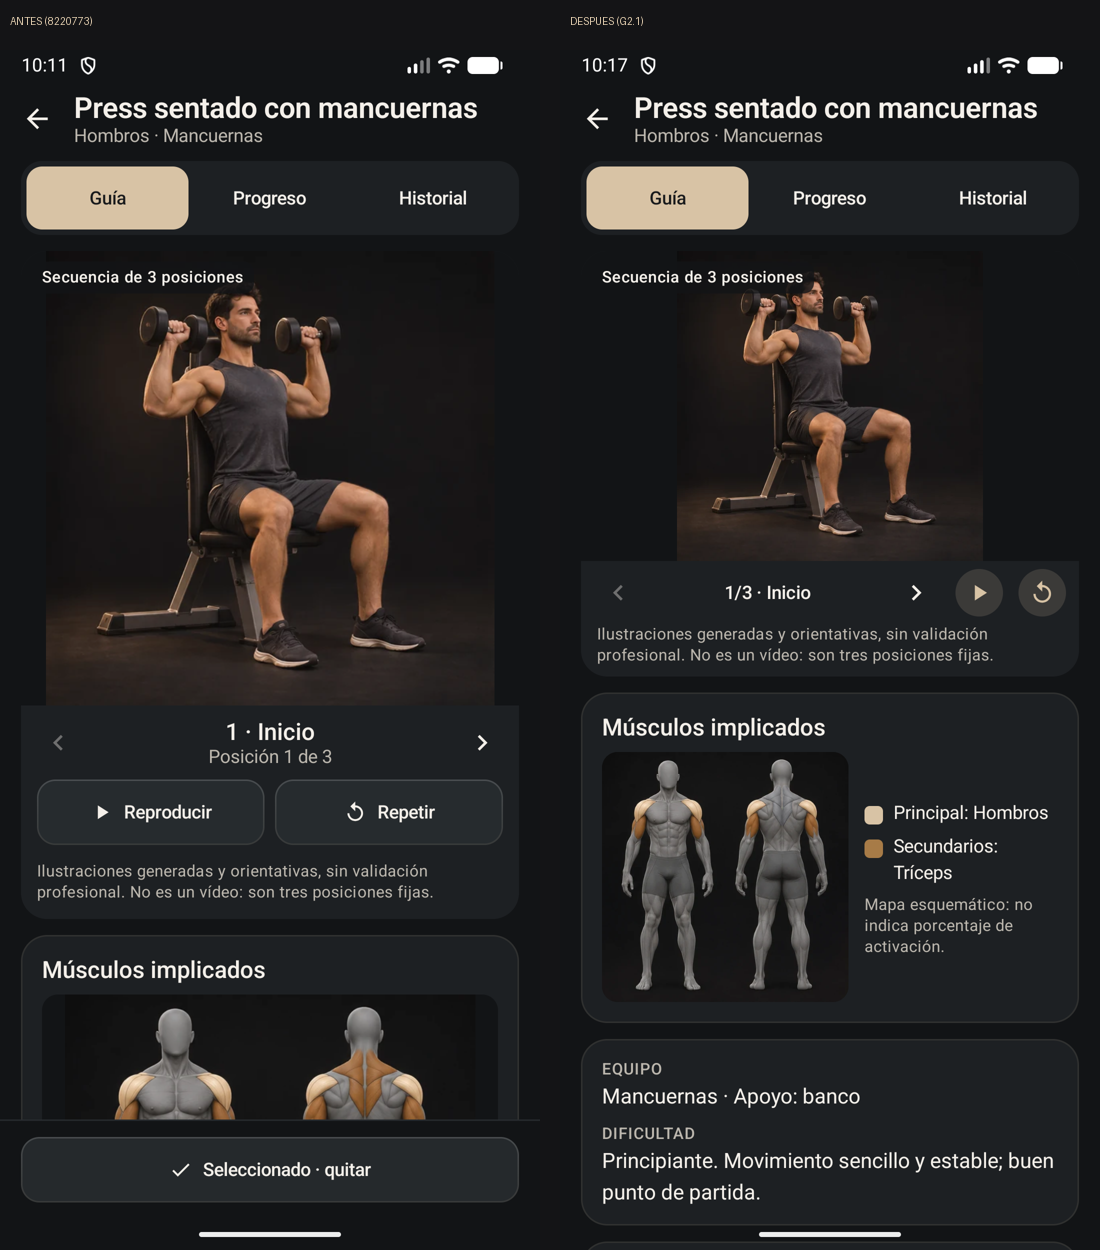 ANTES (8220773)
10:11
Press sentado con mancuernas
Hombros · Mancuernas
Guía
Progreso
Historial
Secuencia de 3 posiciones
1 · Inicio
Posición 1 de 3
Reproducir
Repetir
Ilustraciones generadas y orientativas, sin validación
profesional. No es un vídeo: son tres posiciones fijas.
Músculos implicados
Seleccionado · quitar
DESPUES (G2.1)
10:17
Press sentado con mancuernas
Hombros · Mancuernas
Guía
Progreso
Historial
Secuencia de 3 posiciones
1/3 · Inicio
Ilustraciones generadas y orientativas, sin validación
profesional. No es un vídeo: son tres posiciones fijas.
Músculos implicados
Principal: Hombros
Secundarios:
Tríceps
Mapa esquemático: no
indica porcentaje de
activación.
EQUIPO
Mancuernas · Apoyo: banco
DIFICULTAD
Principiante. Movimiento sencillo y estable; buen
punto de partida.